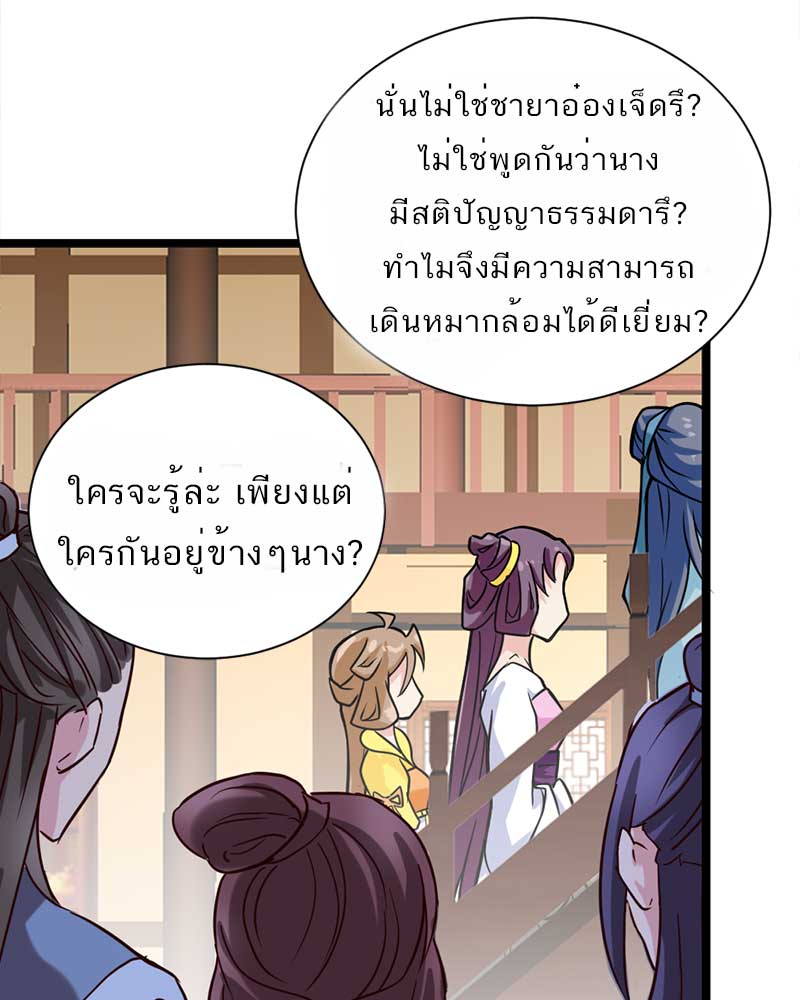 นั่นไม่ใช่ชายาอ๋องเจ็ดรึ?
ไม่ใช่พูดกันว่านาง
มีสติปัญญาธรรมดารึ?
ทำไมจึงมีความสามารถ
เดินหมากล้อมได้ดีเยี่ยม?
ใครจะรู้ล่ะ เพียงแต่
ใครกันอยู่ข้างๆนาง?